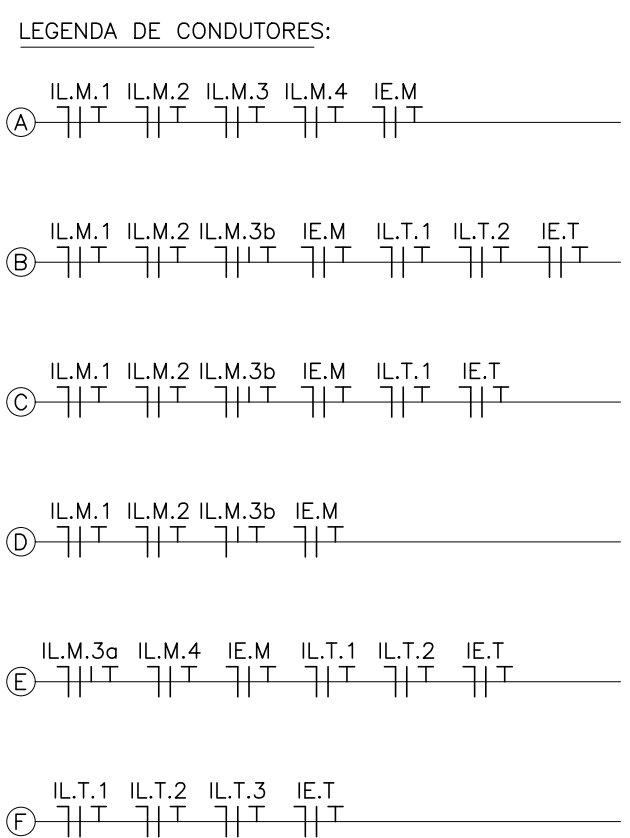 LEGENDA DE CONDUTORES:
IL.M.1 IL.M.2 IL.M.3 IL.M.4 IE.M
A
IL.M.1 IL.M.2 IL.M.3b IE.M IL.T.1 IL.T.2 IE.T
B
IL.M.1 IL.M.2 IL.M.3b IE.M IL.T.1 IE.T
C
IL.M.1 IL.M.2 IL.M.3b IE.M
D
IL.M.3a IL.M.4 IE.M IL.T.1 IL.T.2 IE.T
E
IL.T.1 IL.T.2 IL.T.3 IE.T
F